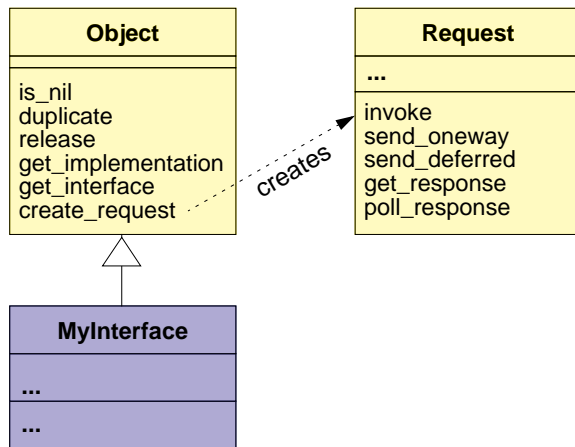 Object
is_nil
duplicate
release
get_implementation
get_interface
create_request
creates
Request
...
invoke
send_oneway
send_deferred
get_response
poll_response
MyInterface
...
...